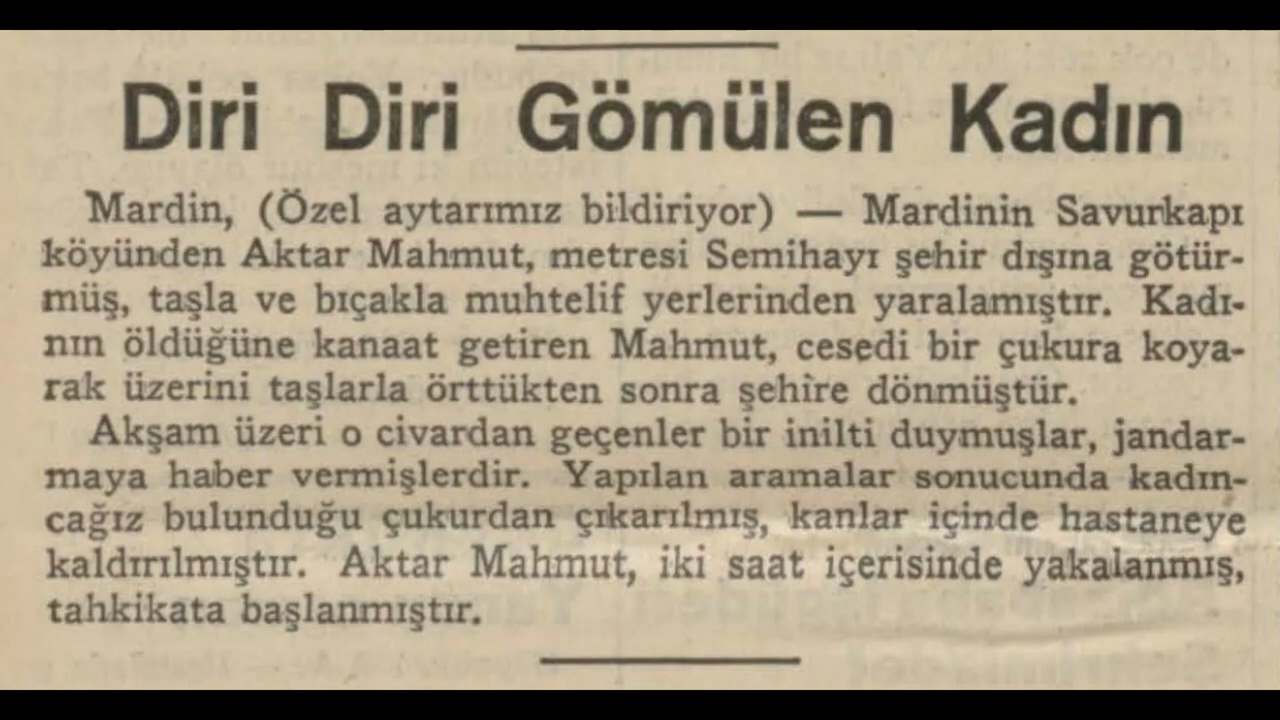 Diri Diri Gömülen Kadın
Mardin, (Özel aytarımız bildiriyor) — Mardinin Savurkapı
köyünden Aktar Mahmut, metresi Semihayı şehir dışına götür-
müş, taşla ve bıçakla muhtelif yerlerinden yaralamıştır. Kadı-
nın öldüğüne kanaat getiren Mahmut, cesedi bir çukura koya-
rak üzerini taşlarla örttükten sonra şehire dönmüştür.
Akşam üzeri o civardan geçenler bir inilti duymuşlar, jandar-
maya haber vermişlerdir. Yapılan aramalar sonucunda kadın-
cağız bulunduğu çukurdan çıkarılmış, kanlar içinde hastaneye
kaldırılmıştır. Aktar Mahmut, iki saat içerisinde yakalanmış,
tahkikata başlanmıştır.